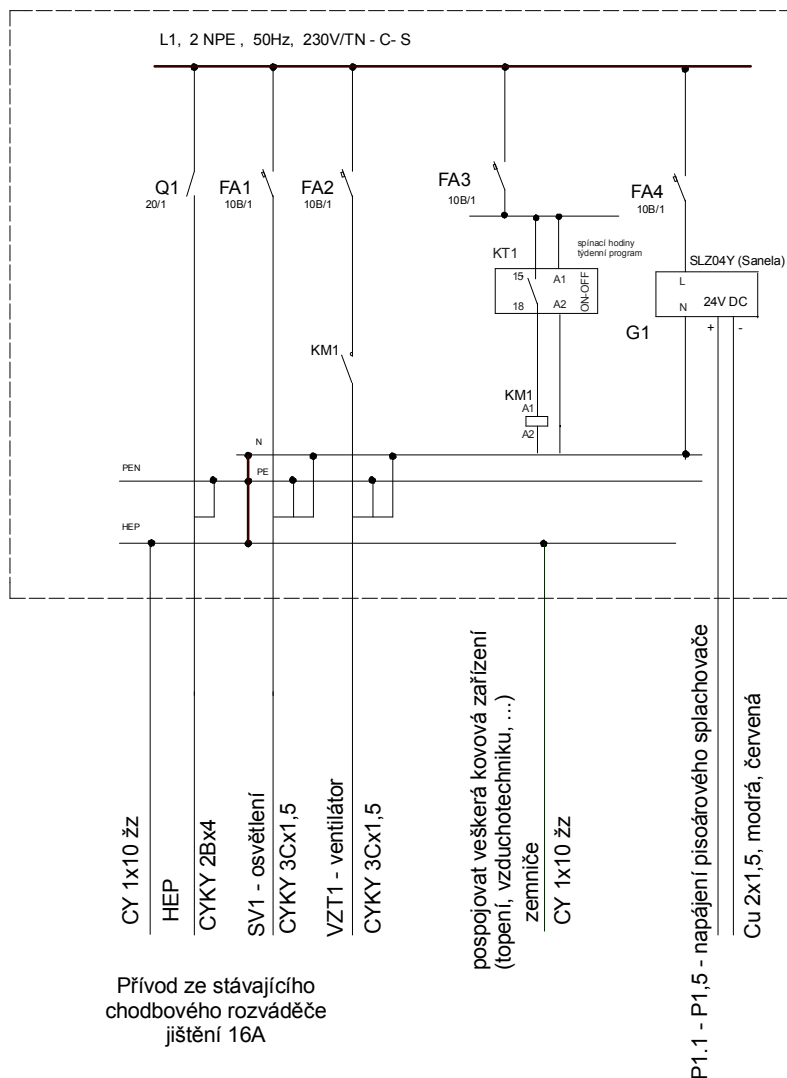 L1, 2 NPE , 50Hz, 230V/TN - C- S
Q1
20/1
FA1
10B/1
FA2
10B/1
FA3
10B/1
FA4
10B/1
KT1
spínací hodiny
týdenní program
15
A1
18
A2
ON-OFF
SLZ04Y (Sanela)
L
N
24V DC
G1
+
-
KM1
KM1
A1
A2
N
PEN
PE
HEP
CY 1x10 žz
HEP
CYKY 2Bx4
SV1 - osvětlení
CYKY 3Cx1,5
VZT1 - ventilátor
CYKY 3Cx1,5
pospojovat veškerá kovová zařízení
(topení, vzduchotechniku, ...)
zemniče
CY 1x10 žz
P1.1 - P1,5 - napájení pisoárového splachovače
Cu 2x1,5, modrá, červená
Přívod ze stávajícího
chodbového rozváděče
jištění 16A